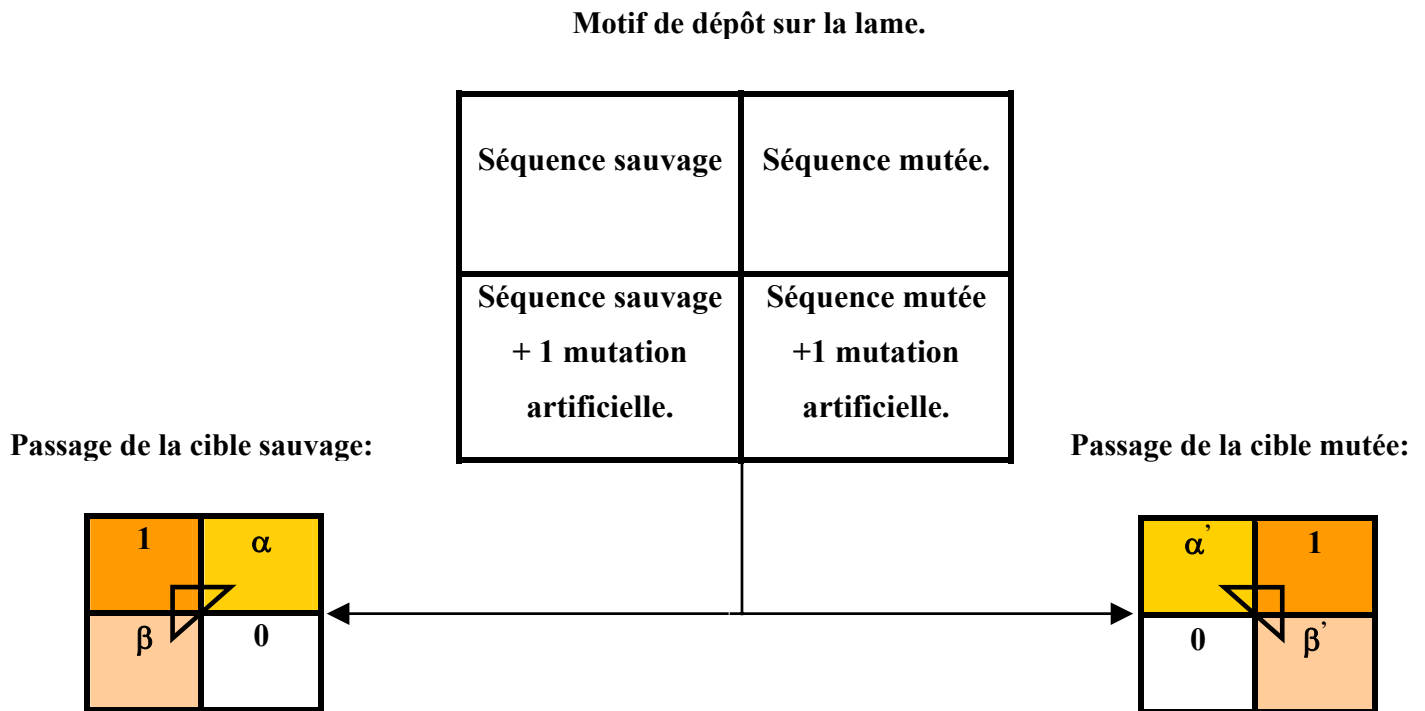 Motif de dépôt sur la lame.
Séquence sauvage
Séquence mutée.
Séquence sauvage
+ 1 mutation
artificielle.
Séquence mutée
+1 mutation
artificielle.
Passage de la cible sauvage:
Passage de la cible mutée:
1
α
β
0
α’
1
0
β’